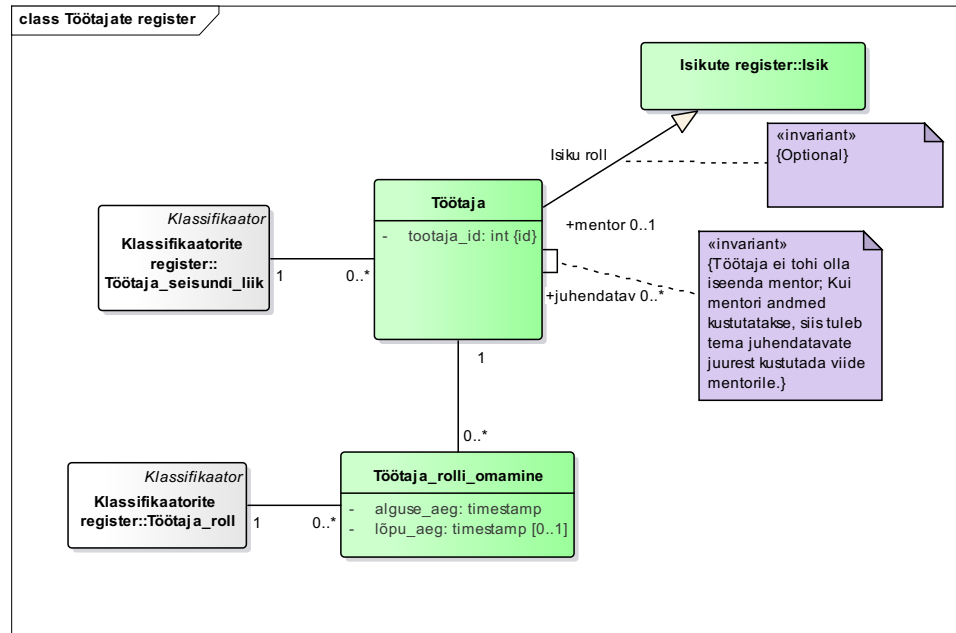 class Töötajate register
Isikute register::Isik
«invariant»
{Optional}
Isiku roll
Töötaja
- tootaja_id: int {id}
Klassifikaator
Klassifikaatorite
register::
Töötaja_seisundi_liik
1
0..*
+mentor 0..1
+juhendatav 0..*
«invariant»
{Töötaja ei tohi olla
iseenda mentor; Kui
mentori andmed
kustutatakse, siis tuleb
tema juhendatavate
juurest kustutada viide
mentorile.}
1
0..*
Klassifikaator
Klassifikaatorite
register::Töötaja_roll
1
0..*
Töötaja_rolli_omamine
- alguse_aeg: timestamp
- lõpu_aeg: timestamp [0..1]